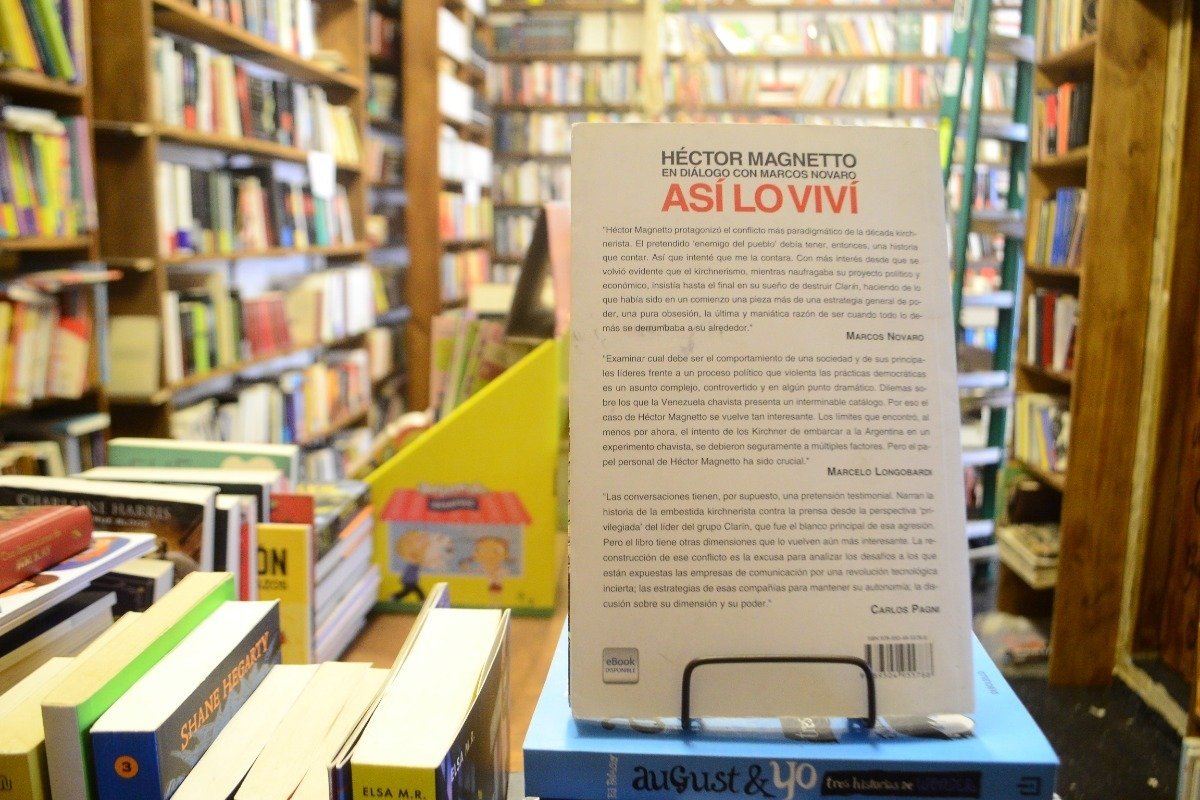 HÉCTOR MAGNETTO
EN DIÁLOGO CON MARCOS NOVARO
ASÍ LO VIVÍ
"Héctor Magnetto protagonizó el conflicto más paradigmático de la década kirch-
nerista. El pretendido 'enemigo del pueblo' debía tener, entonces, una historia
que contar. Así que intenté que me la contara. Con más interés desde que se
volvió evidente que el kirchnerismo, mientras naufragaba su proyecto político y
económico, insistía hasta el final en su sueño de destruir Clarín, haciendo de lo
que había sido en un comienzo una pieza más de una estrategia general de po-
der, una pura obsesión, la última y maniática razón de ser cuando todo lo de-
más se derrumbaba a su alrededor."
MARCOS NOVARO
"Examinar cual debe ser el comportamiento de una sociedad y de sus principa-
les líderes frente a un proceso político que violenta las prácticas democráticas
es un asunto complejo, controvertido y en algún punto dramático. Dilemas so-
bre los que la Venezuela chavista presenta un interminable catálogo. Por eso el
caso de Héctor Magnetto se vuelve tan interesante. Los límites que encontró, al
menos por ahora, el intento de los Kirchner de embarcar a la Argentina en un
experimento chavista, se debieron seguramente a múltiples factores. Pero el pa-
pel personal de Héctor Magnetto ha sido crucial."
MARCELO LONGOBARDI
"Las conversaciones tienen, por supuesto, una pretensión testimonial. Narran la
historia de la embestida kirchnerista contra la prensa desde la perspectiva 'pri-
vilegiada' del líder del grupo Clarín, que fue el blanco principal de esa agresión.
Pero el libro tiene otras dimensiones que lo vuelven aún más interesante. La re-
construcción de ese conflicto es la excusa para analizar los desafíos a los que
están expuestas las empresas de comunicación por una revolución tecnológica
incierta; las estrategias de esas compañías para mantener su autonomía; la dis-
cusión sobre su dimensión y su poder."
CARLOS PAGNI
eBook
DISPONIBLE
august & yo
tres historias de
CHARLAINE HARRIS
SHANE HEGARTY
3
ELSA M.R.